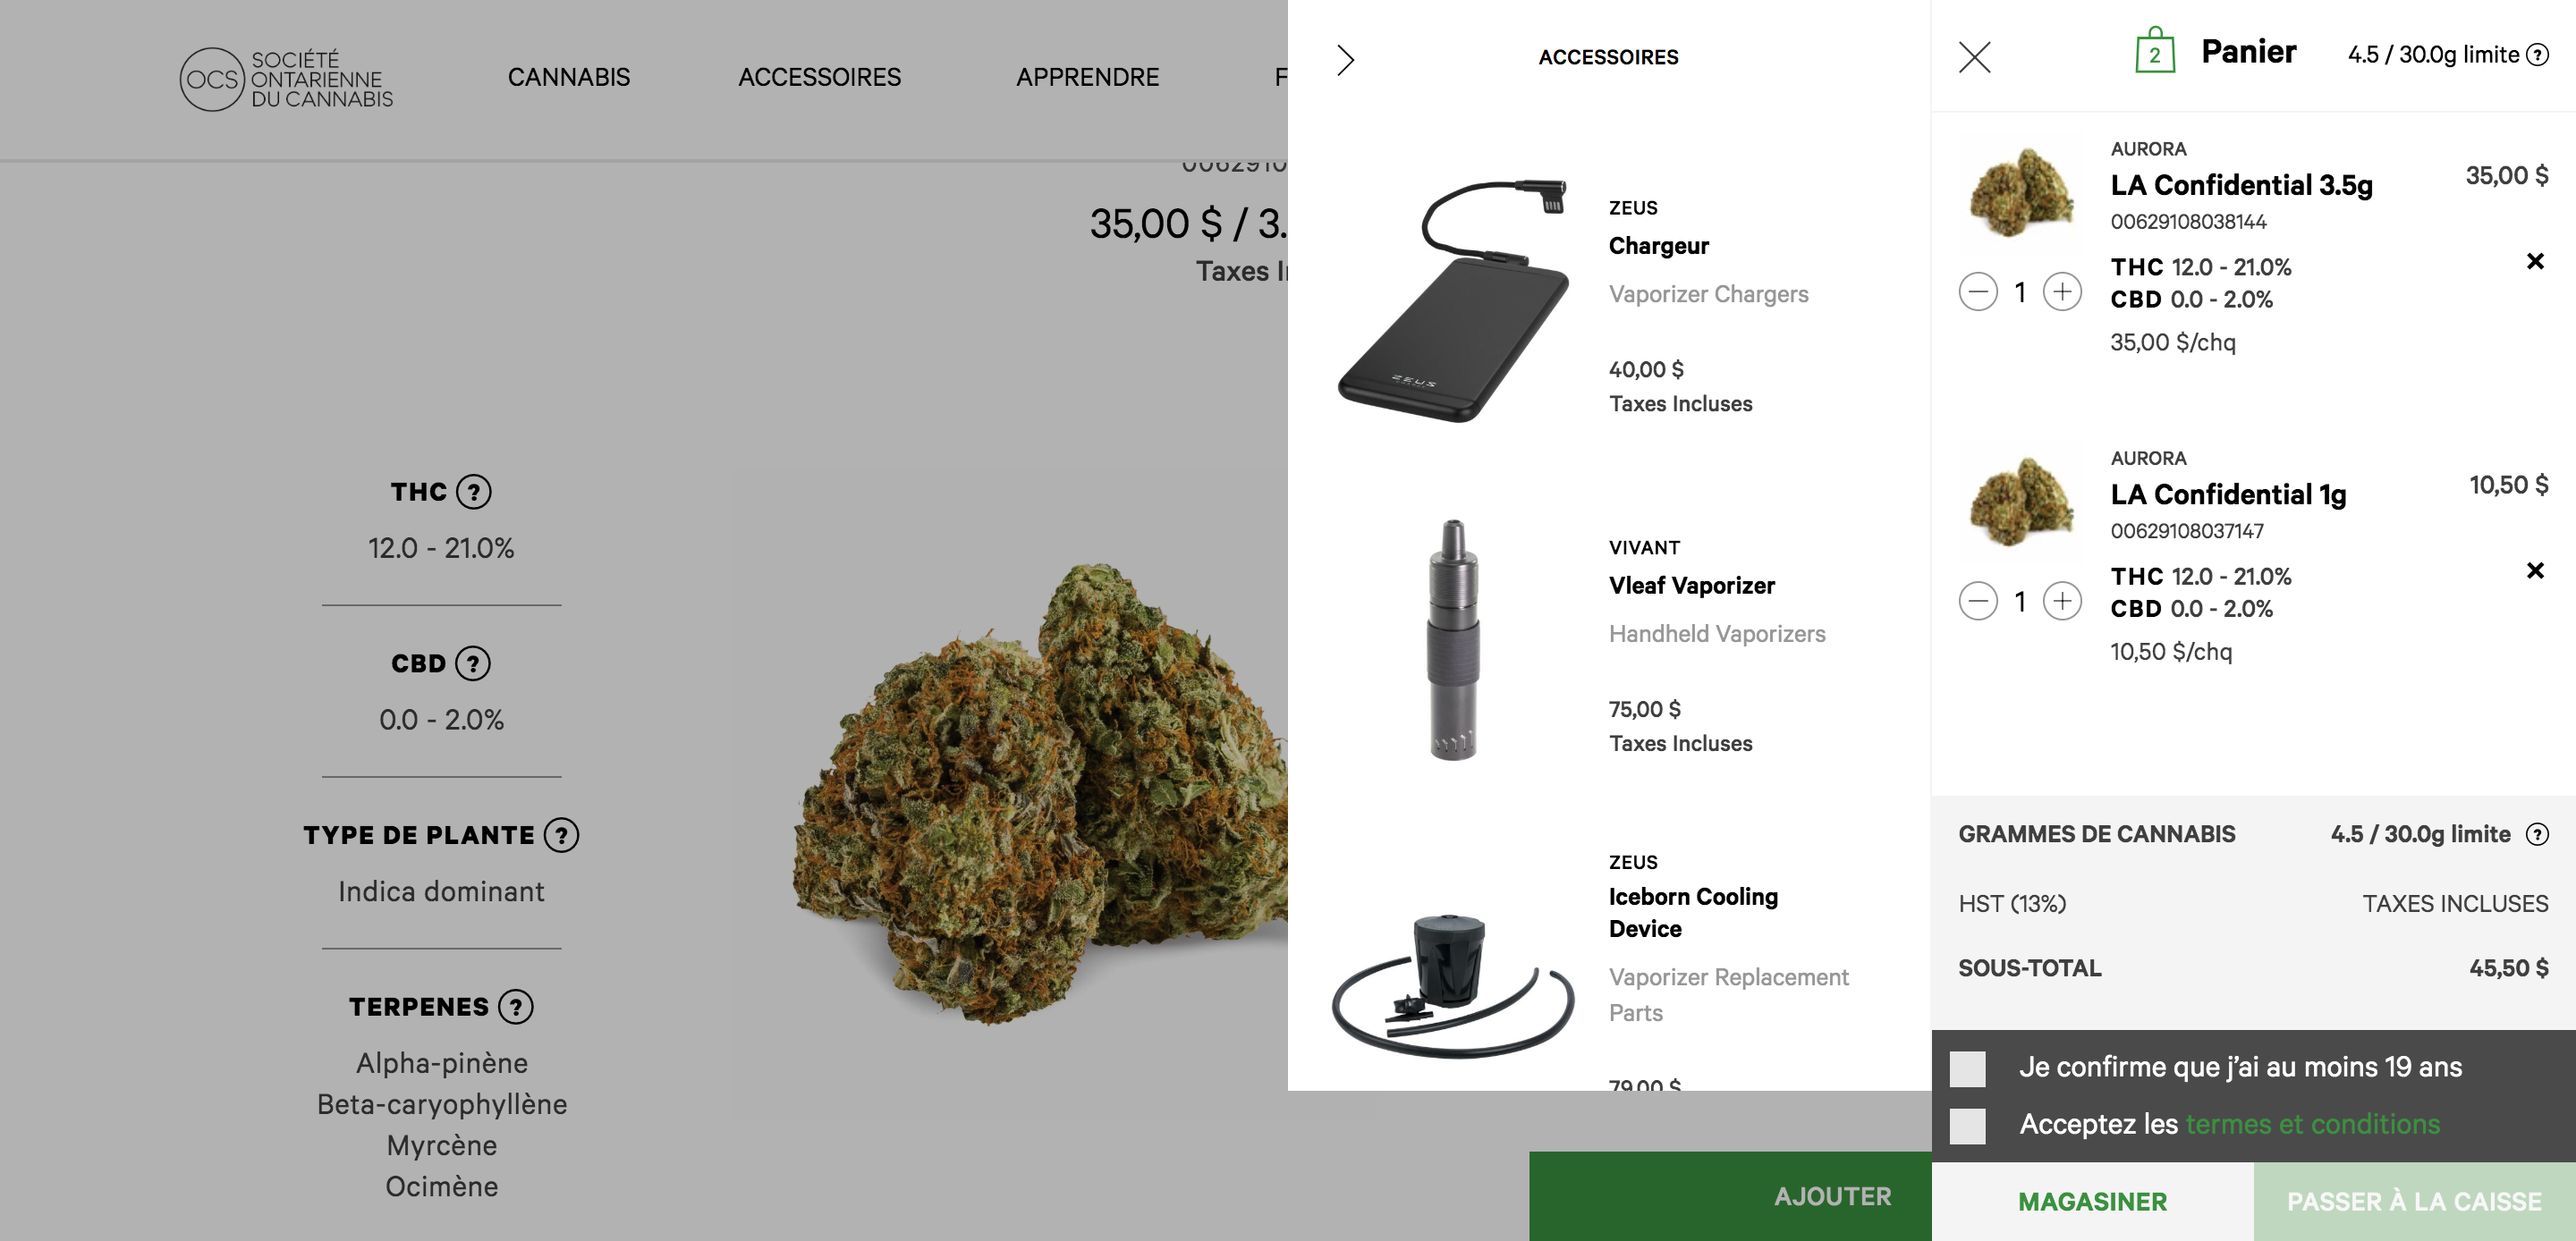 OCS
SOCIÉTÉ
ONTARIENNE
DU CANNABIS
CANNABIS
ACCESSOIRES
APPRENDRE
F
35,00 $ / 3.
Taxes I
THC ?
12.0 - 21.0%
CBD ?
0.0 - 2.0%
TYPE DE PLANTE ?
Indica dominant
TERPENES ?
Alpha-pinène
Beta-caryophyllène
Myrcène
Ocimène
AJOUTER
ACCESSOIRES
ZEUS
Chargeur
Vaporizer Chargers
40,00 $
Taxes Incluses
ZEUS
VIVANT
Vleaf Vaporizer
Handheld Vaporizers
75,00 $
Taxes Incluses
ZEUS
Iceborn Cooling
Device
Vaporizer Replacement
Parts
79,00 $
2
Panier
4.5 / 30.0g limite ?
AURORA
LA Confidential 3.5g
35,00 $
00629108038144
THC 12.0 - 21.0%
CBD 0.0 - 2.0%
1
35,00 $/chq
AURORA
LA Confidential 1g
10,50 $
00629108037147
THC 12.0 - 21.0%
CBD 0.0 - 2.0%
1
10,50 $/chq
GRAMMES DE CANNABIS
4.5 / 30.0g limite ?
HST (13%)
TAXES INCLUSES
SOUS-TOTAL
45,50 $
Je confirme que j’ai au moins 19 ans
Acceptez les termes et conditions
MAGASINER
PASSER À LA CAISSE